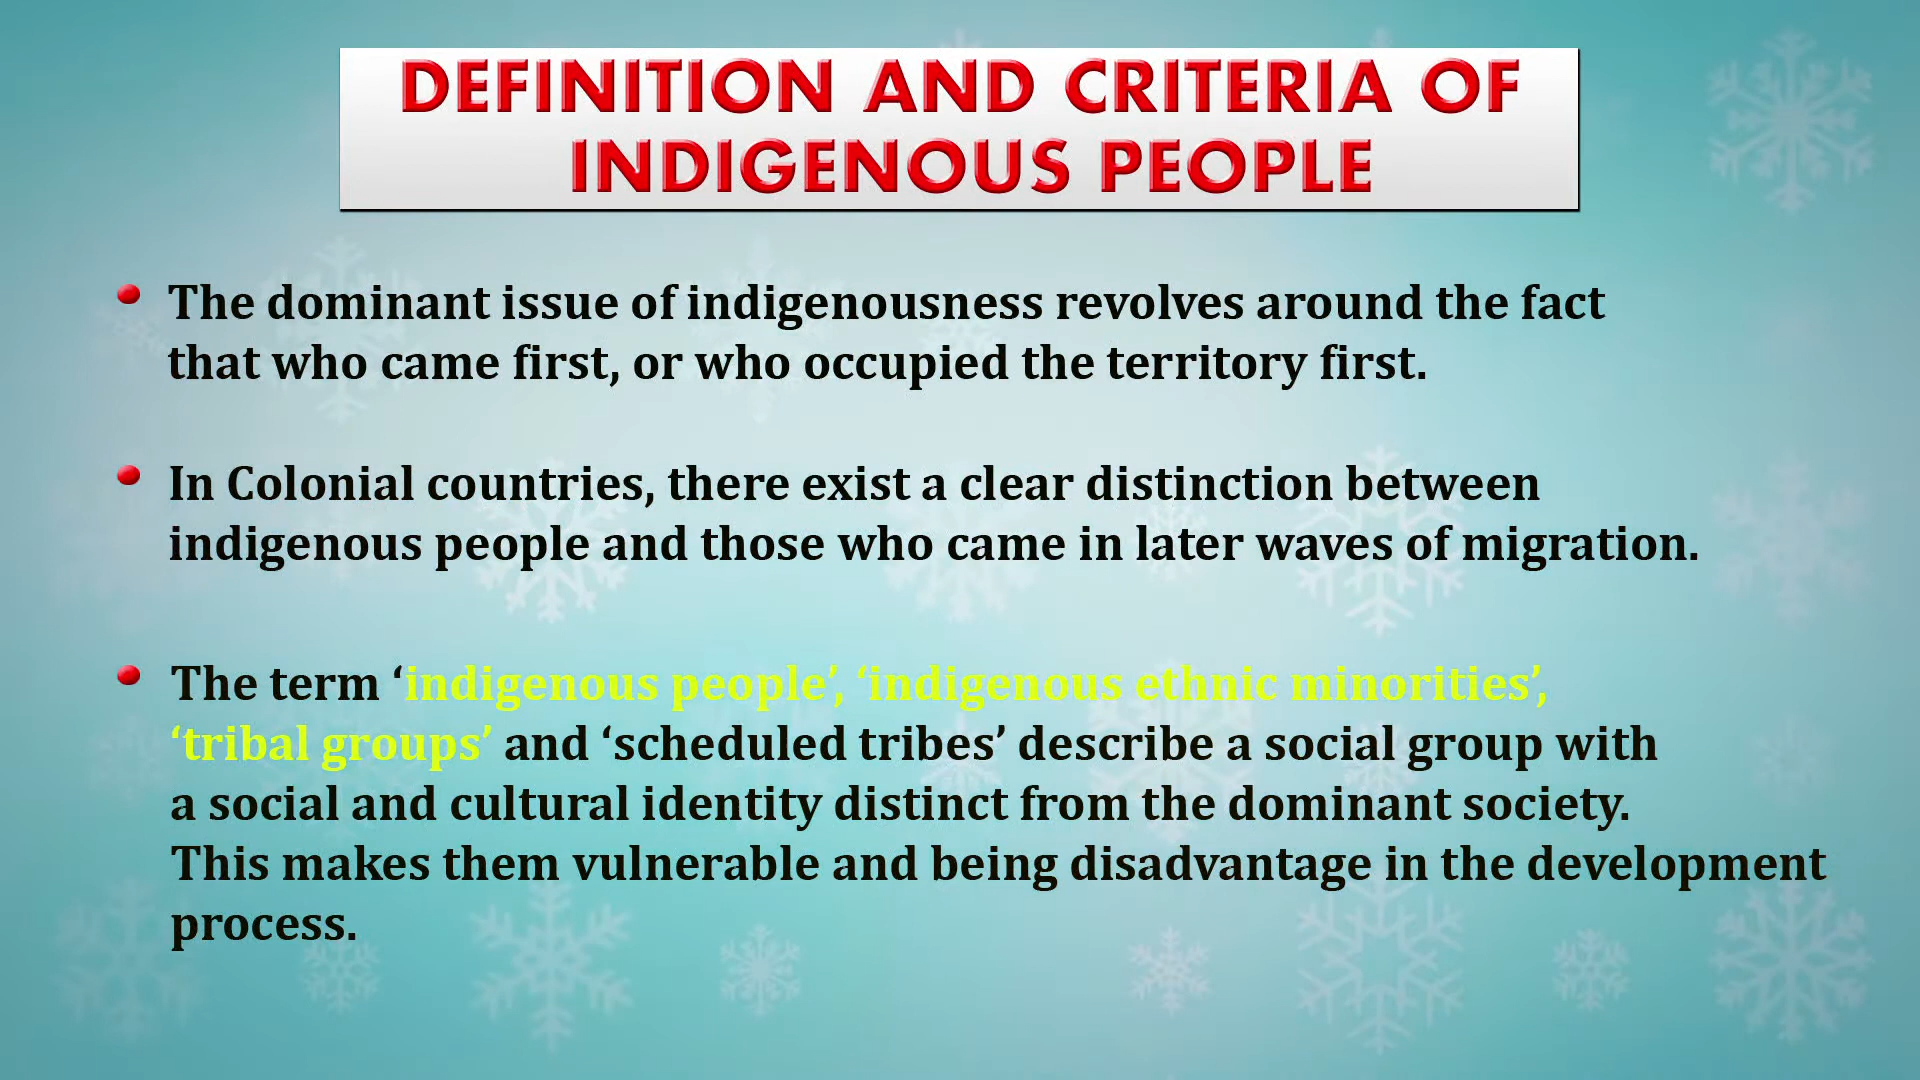 DEFINITION AND CRITERIA OF
INDIGENOUS PEOPLE
The dominant issue of indigenousness revolves around the fact
that who came first, or who occupied the territory first.
In Colonial countries, there exist a clear distinction between
indigenous people and those who came in later waves of migration.
The term ‘indigenous people’, ‘indigenous ethnic minorities’,
‘tribal groups’ and ‘scheduled tribes’ describe a social group with
a social and cultural identity distinct from the dominant society.
This makes them vulnerable and being disadvantage in the development
process.